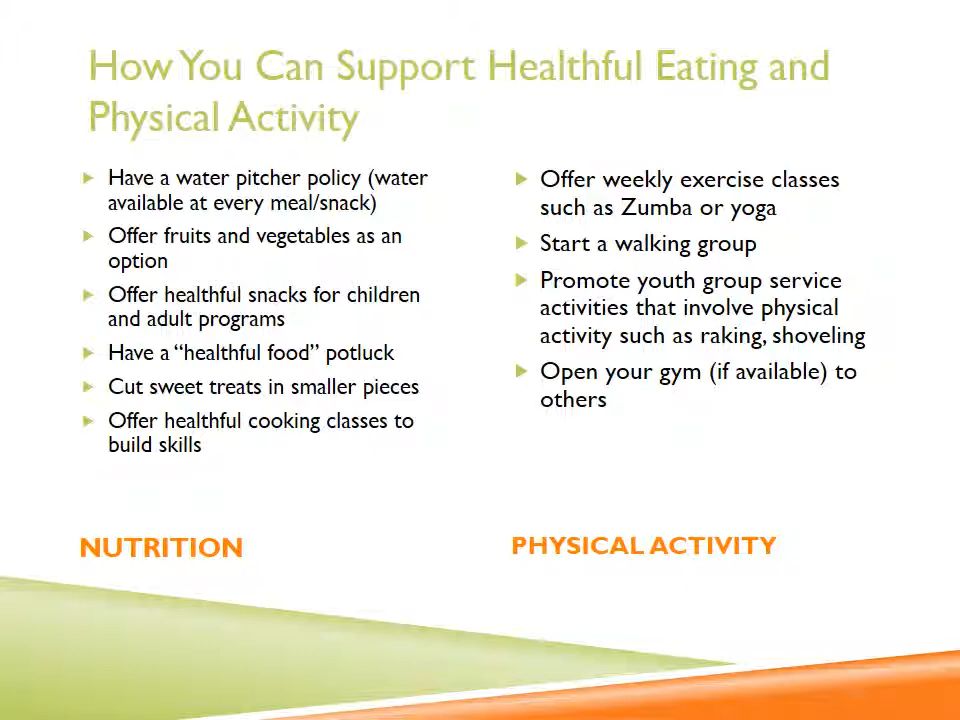 How You Can Support Healthful Eating and
Physical Activity
Have a water pitcher policy (water
available at every meal/snack)
Offer fruits and vegetables as an
option
Offer healthful snacks for children
and adult programs
Have a “healthful food” potluck
Cut sweet treats in smaller pieces
Offer healthful cooking classes to
build skills
NUTRITION
Offer weekly exercise classes
such as Zumba or yoga
Start a walking group
Promote youth group service
activities that involve physical
activity such as raking, shoveling
Open your gym (if available) to
others
PHYSICAL ACTIVITY